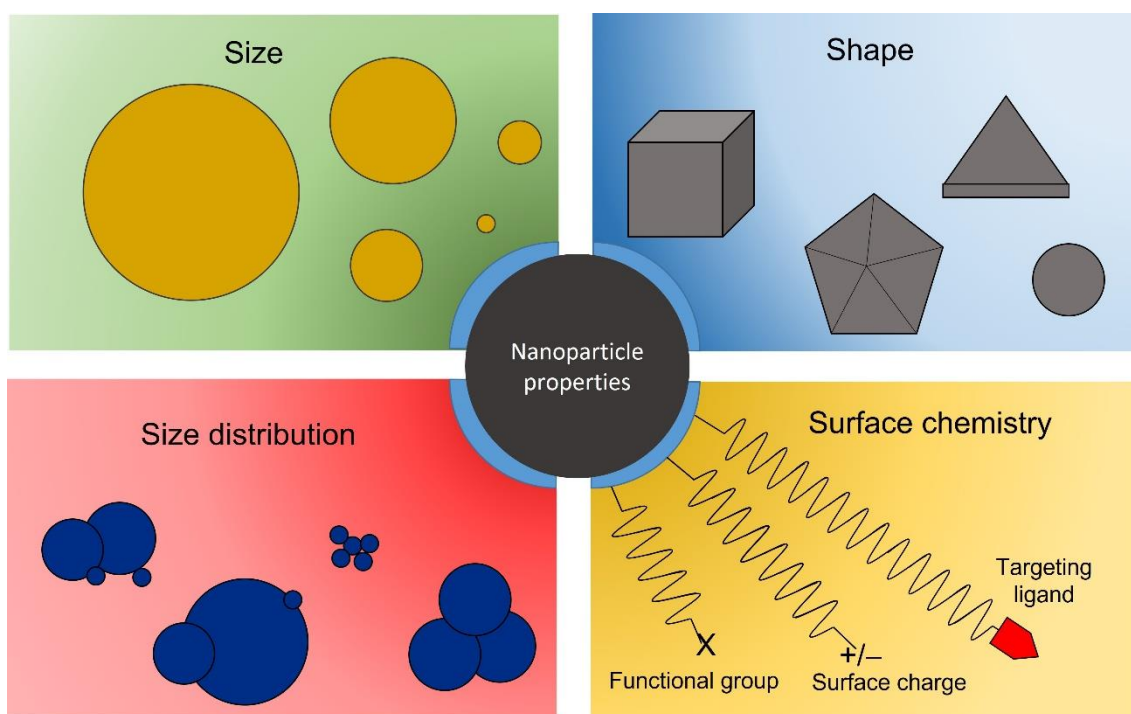 Size
Shape
Nanoparticle
properties
Size distribution
Surface chemistry
Targeting
ligand
X
Functional group
+/–
Surface charge